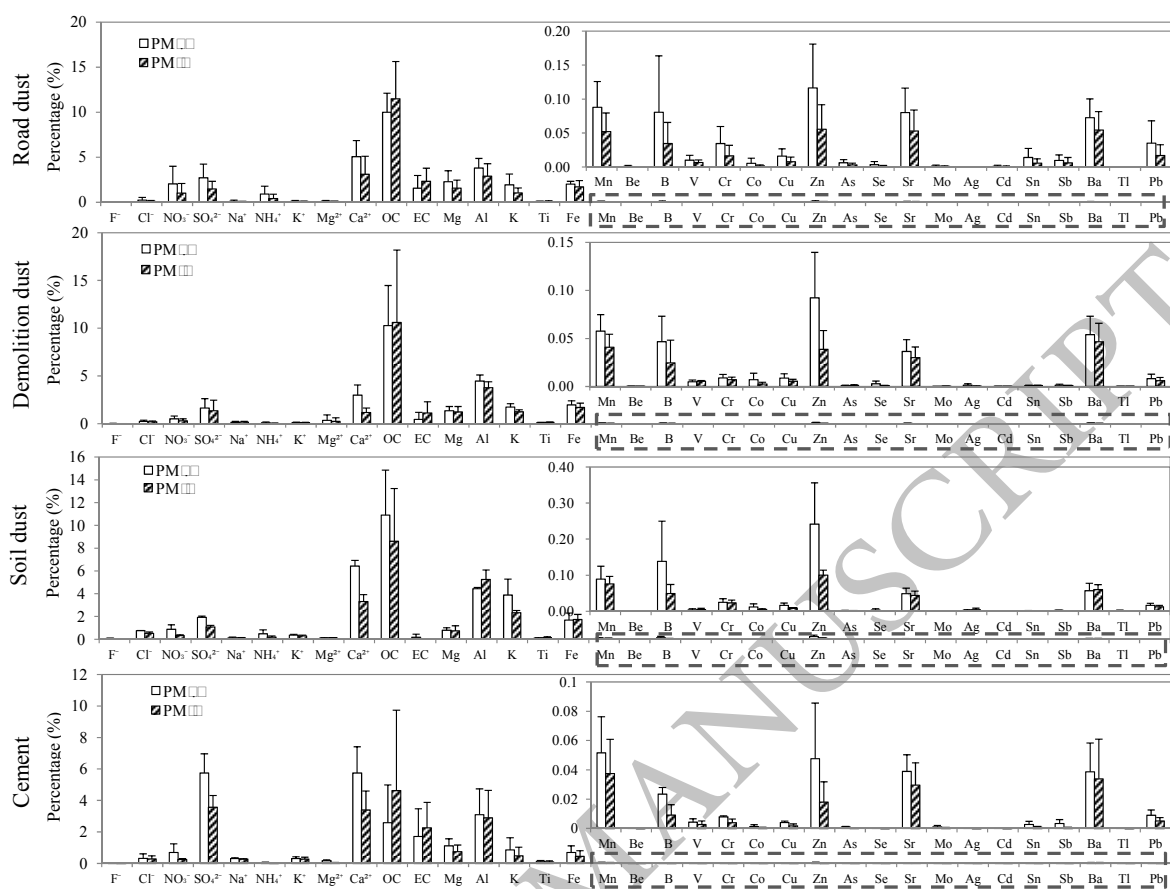 Road dust
Percentage (%)
20
15
10
5
0
PM
PM
F⁻ Cl⁻ NO₃⁻ SO₄²⁻ Na⁺ NH₄⁺ K⁺ Mg²⁺ Ca²⁺ OC EC Mg Al K Ti Fe Mn Be B V Cr Co Cu Zn As Se Sr Mo Ag Cd Sn Sb Ba Tl Pb
0.20
0.15
0.10
0.05
0.00
Mn Be B V Cr Co Cu Zn As Se Sr Mo Ag Cd Sn Sb Ba Tl Pb
Demolition dust
Percentage (%)
20
15
10
5
0
PM
PM
F⁻ Cl⁻ NO₃⁻ SO₄²⁻ Na⁺ NH₄⁺ K⁺ Mg²⁺ Ca²⁺ OC EC Mg Al K Ti Fe Mn Be B V Cr Co Cu Zn As Se Sr Mo Ag Cd Sn Sb Ba Tl Pb
0.15
0.10
0.05
0.00
Mn Be B V Cr Co Cu Zn As Se Sr Mo Ag Cd Sn Sb Ba Tl Pb
Soil dust
Percentage (%)
16
14
12
10
8
6
4
2
0
PM
PM
F⁻ Cl⁻ NO₃⁻ SO₄²⁻ Na⁺ NH₄⁺ K⁺ Mg²⁺ Ca²⁺ OC EC Mg Al K Ti Fe Mn Be B V Cr Co Cu Zn As Se Sr Mo Ag Cd Sn Sb Ba Tl Pb
0.40
0.30
0.20
0.10
0.00
Mn Be B V Cr Co Cu Zn As Se Sr Mo Ag Cd Sn Sb Ba Tl Pb
Cement
Percentage (%)
12
10
8
6
4
2
0
PM
PM
F⁻ Cl⁻ NO₃⁻ SO₄²⁻ Na⁺ NH₄⁺ K⁺ Mg²⁺ Ca²⁺ OC EC Mg Al K Ti Fe Mn Be B V Cr Co Cu Zn As Se Sr Mo Ag Cd Sn Sb Ba Tl Pb
0.1
0.08
0.06
0.04
0.02
0
Mn Be B V Cr Co Cu Zn As Se Sr Mo Ag Cd Sn Sb Ba Tl Pb
MANUSCRIPT